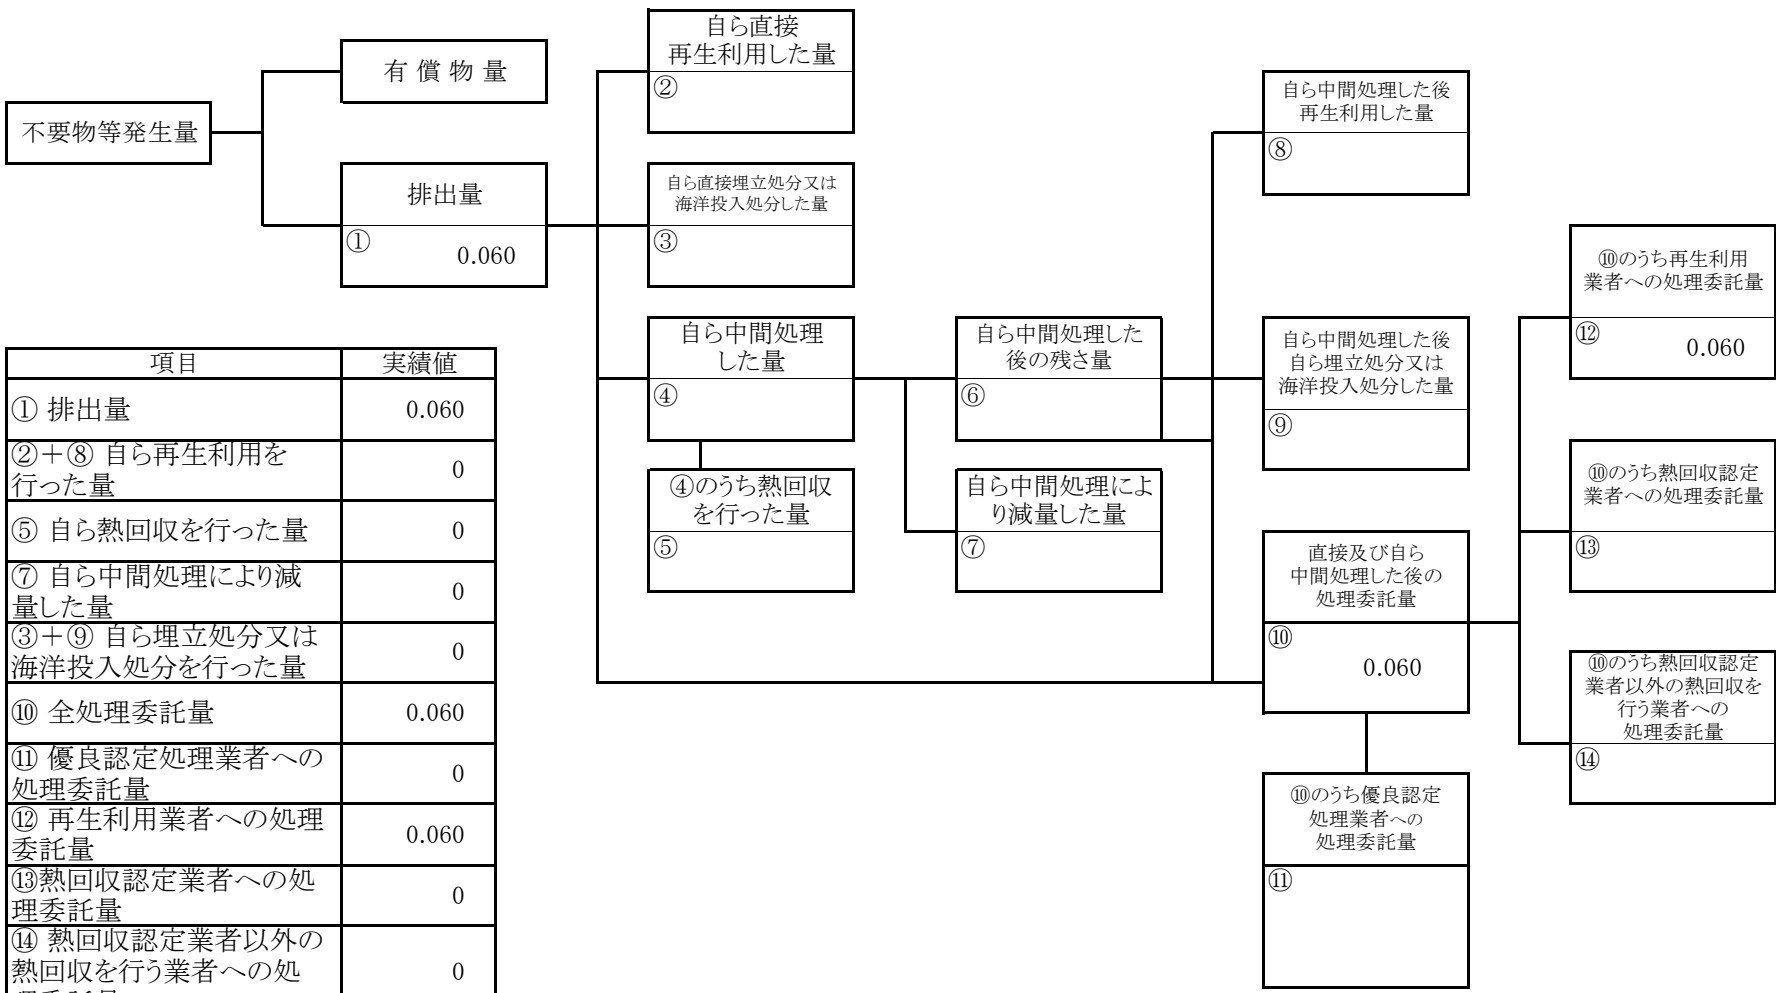 不要物等発生量
有 償 物 量
排出量
①
0.060
自ら直接
再生利用した量
②
自ら直接埋立処分又は
海洋投入処分した量
③
自ら中間処理
した量
④
④のうち熱回収
を行った量
⑤
自ら中間処理した
後の残さ量
⑥
自ら中間処理によ
り減量した量
⑦
自ら中間処理した後
再生利用した量
⑧
自ら中間処理した後
自ら埋立処分又は
海洋投入処分した量
⑨
直接及び自ら
中間処理した後の
処理委託量
⑩
0.060
⑩のうち優良認定
処理業者への
処理委託量
⑪
⑩のうち再生利用
業者への処理委託量
⑫
0.060
⑩のうち熱回収認定
業者への処理委託量
⑬
⑩のうち熱回収認定
業者以外の熱回収を
行う業者への
処理委託量
⑭
項目 実績値
① 排出量 0.060
②+⑧ 自ら再生利用を
行った量 0
⑤ 自ら熱回収を行った量 0
⑦ 自ら中間処理により減
量した量 0
③+⑨ 自ら埋立処分又は
海洋投入処分を行った量 0
⑩ 全処理委託量 0.060
⑪ 優良認定処理業者への
処理委託量 0
⑫ 再生利用業者への処理
委託量 0.060
⑬熱回収認定業者への処
理委託量 0
⑭ 熱回収認定業者以外の
熱回収を行う業者への処 0